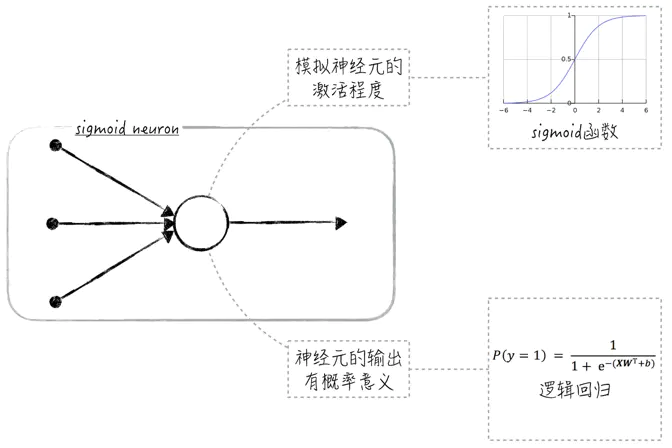 模拟神经元的
激活程度
1
0.5
0
-6
-4
-2
0
2
4
6
sigmoid函数
sigmoid neuron
神经元的输出
有概率意义
P(y = 1) = 1 / (1 + e^{-(XW^T+b)})
逻辑回归